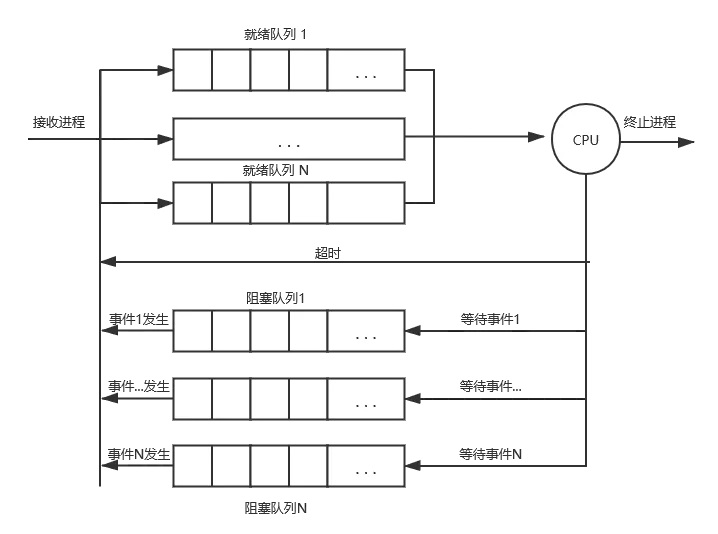 就绪队列 1
. . .
接收进程
. . .
CPU
终止进程
就绪队列 N
超时
阻塞队列1
事件1发生
. . .
等待事件1
事件...发生
. . .
等待事件...
事件N发生
. . .
等待事件N
阻塞队列N